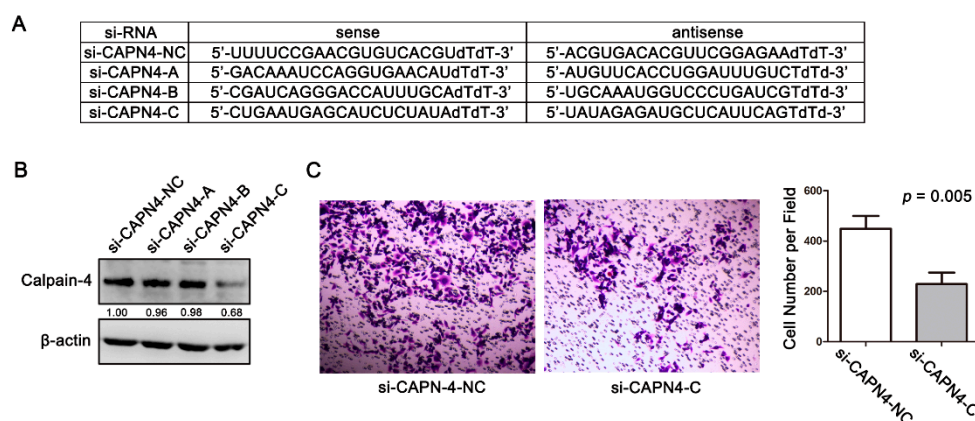 A
si-RNA sense antisense
si-CAPN4-NC 5'-UUUUCCGAACGUGUCACGUdTdT-3' 5'-ACGUGACACGUUCGGAGAAdTdT-3'
si-CAPN4-A 5'-GACAAAUCCAGGUGAACAUdTdT-3' 5'-AUGUUCACCUGGAUUUGUCTdTd-3'
si-CAPN4-B 5'-CGAUCAGGGACCAUUUGCAdTdT-3' 5'-UGCAAAUGGUCCCUGAUCGTdTd-3'
si-CAPN4-C 5'-CUGAAUGAGCAUCUCUAUAdTdT-3' 5'-UAUAGAGAUGCUCAUUCAGTdTd-3'
B
si-CAPN4-NC
si-CAPN4-A
si-CAPN4-B
si-CAPN4-C
Calpain-4
1.00 0.96 0.98 0.68
β-actin
C
si-CAPN-4-NC
si-CAPN4-C
Cell Number per Field
600
400
200
0
p = 0.005
si-CAPN4-NC
si-CAPN4-C